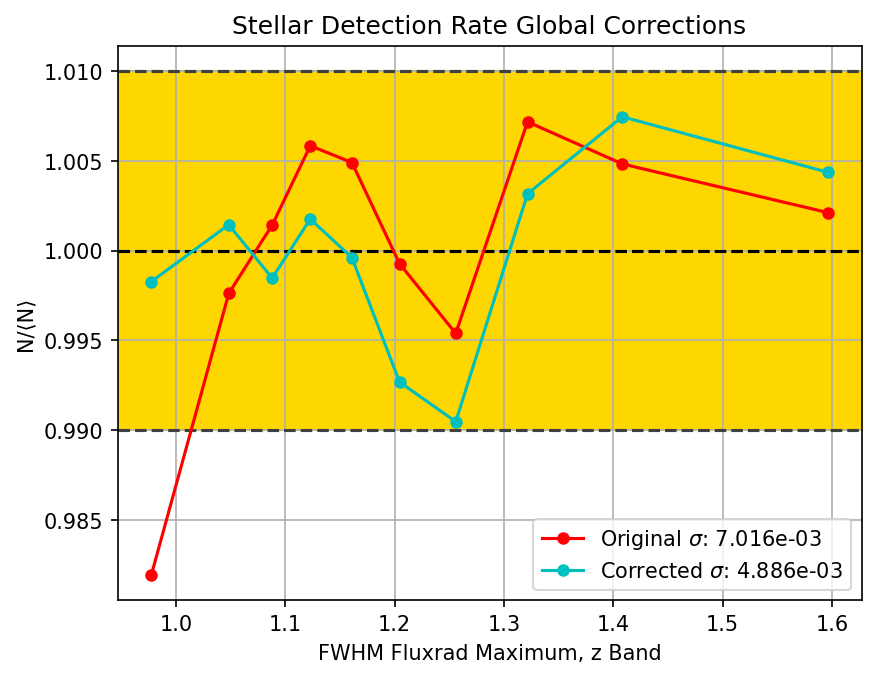 Stellar Detection Rate Global Corrections
N/⟨N⟩
1.010
1.005
1.000
0.995
0.990
0.985
Original σ: 7.016e-03
Corrected σ: 4.886e-03
1.0 1.1 1.2 1.3 1.4 1.5 1.6
FWHM Fluxrad Maximum, z Band